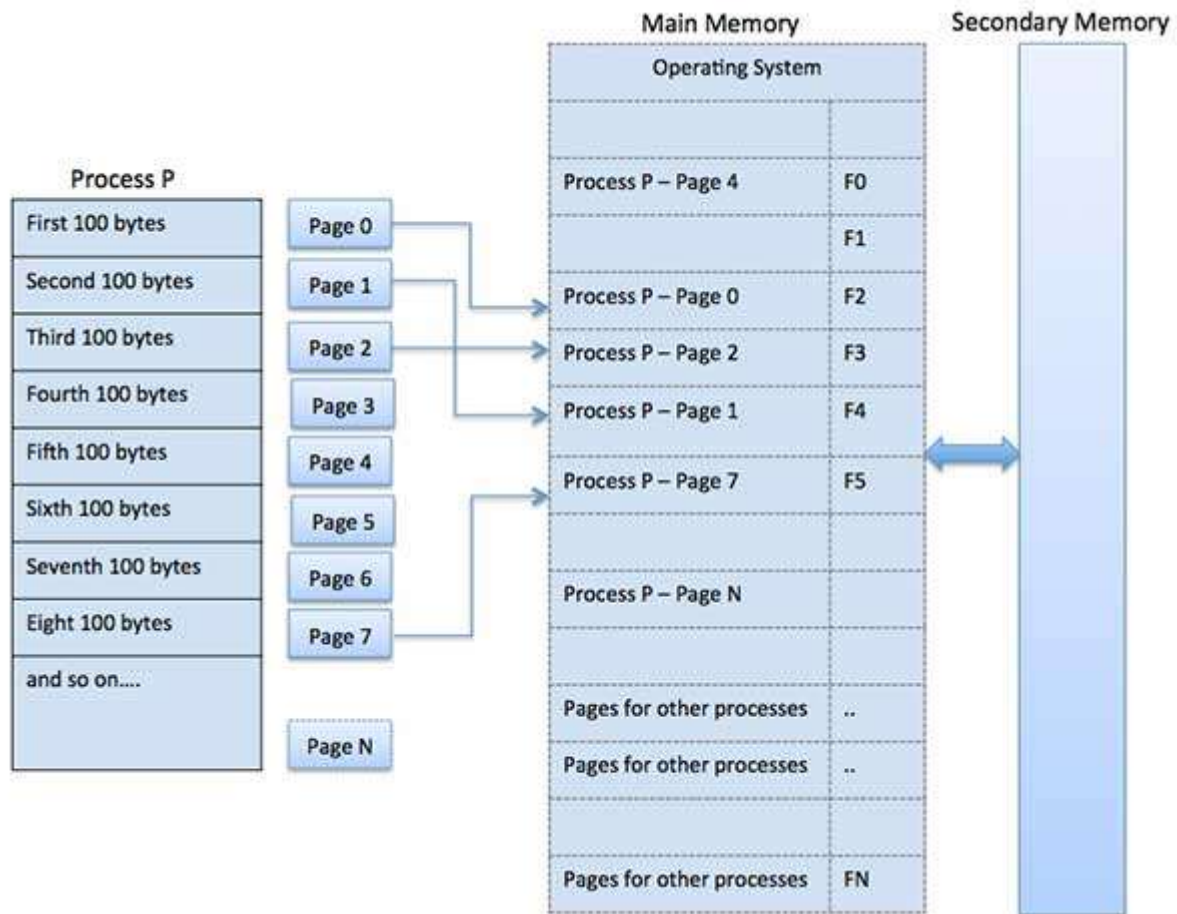 Main Memory
Secondary Memory
Operating System
Process P
First 100 bytes
Second 100 bytes
Third 100 bytes
Fourth 100 bytes
Fifth 100 bytes
Sixth 100 bytes
Seventh 100 bytes
Eight 100 bytes
and so on....
Page 0
Page 1
Page 2
Page 3
Page 4
Page 5
Page 6
Page 7
Page N
Process P – Page 4 F0
F1
Process P – Page 0 F2
Process P – Page 2 F3
Process P – Page 1 F4
Process P – Page 7 F5
Process P – Page N
Pages for other processes ..
Pages for other processes ..
Pages for other processes FN